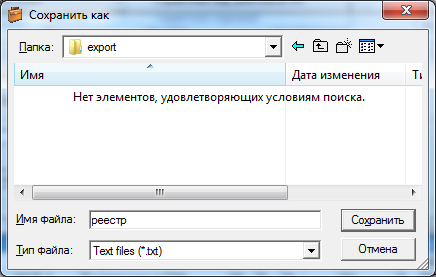 Сохранить как
Папка: export
Имя Дата изменения Ти
Нет элементов, удовлетворяющих условиям поиска.
Имя файла: реестр Сохранить
Тип файла: Text files (*.txt) Отмена